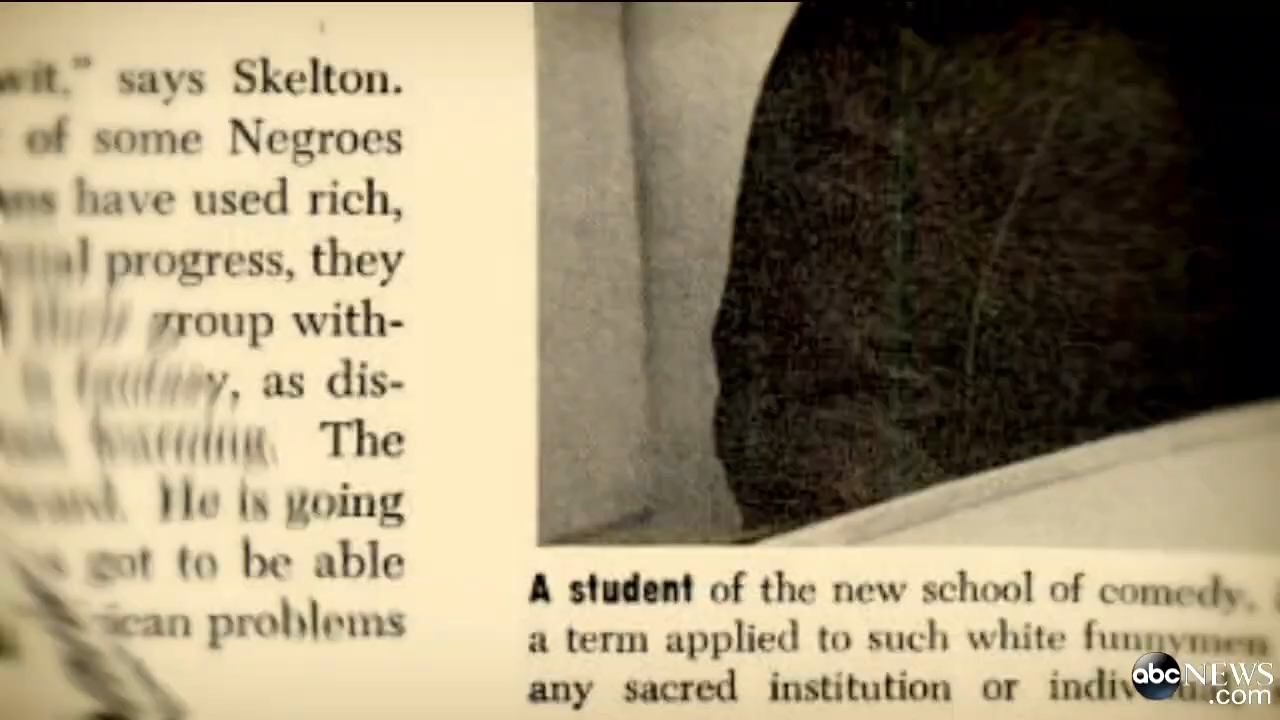 wit," says Skelton.
of some Negroes
have used rich,
progress, they
group with-
as dis-
The
He is going
got to be able
problems
A student of the new school of comedy,
a term applied to such white funnymen
any sacred institution or
abc NEWS
.com